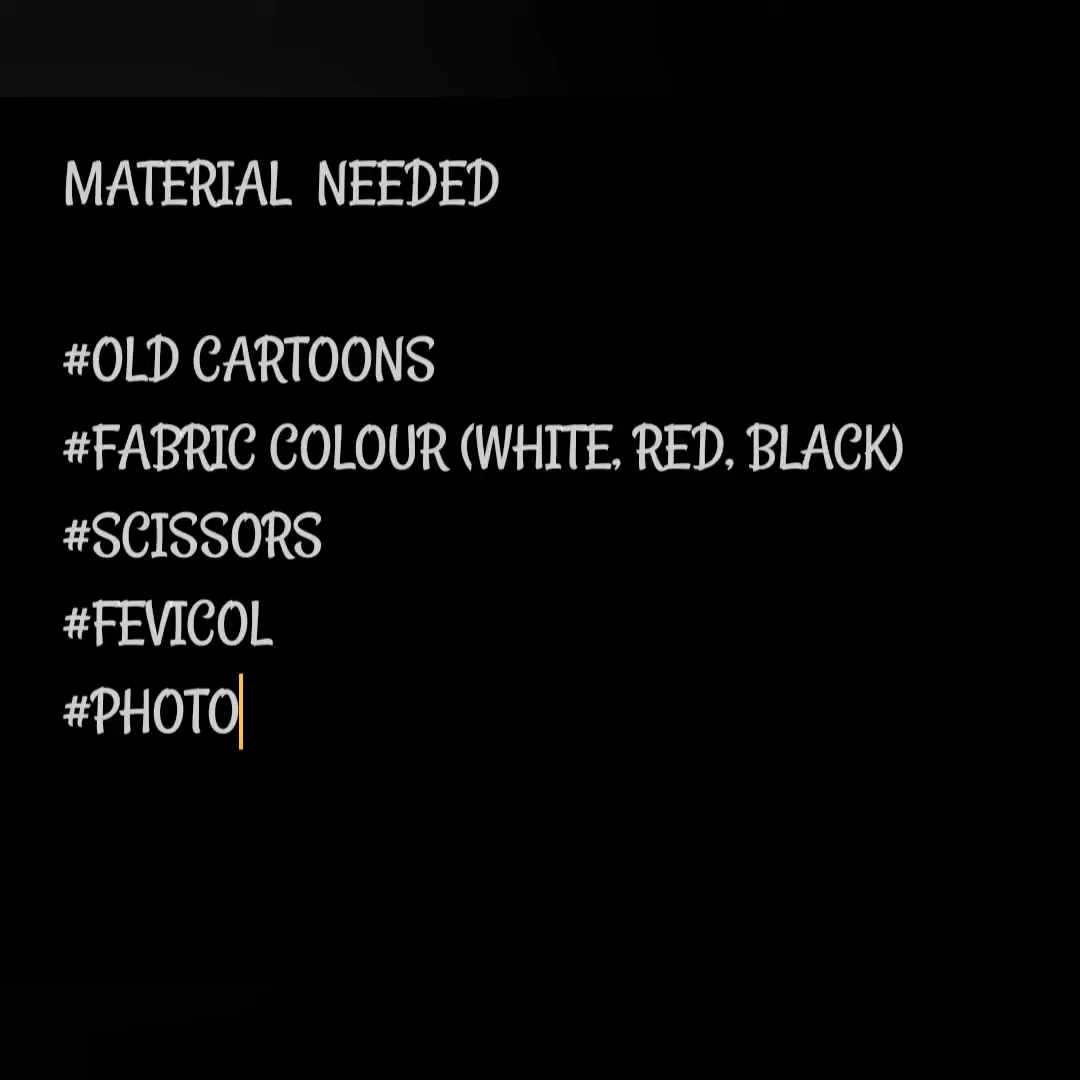 MATERIAL NEEDED
#OLD CARTOONS
#FABRIC COLOUR (WHITE, RED, BLACK)
#SCISSORS
#FEVICOL
#PHOTO